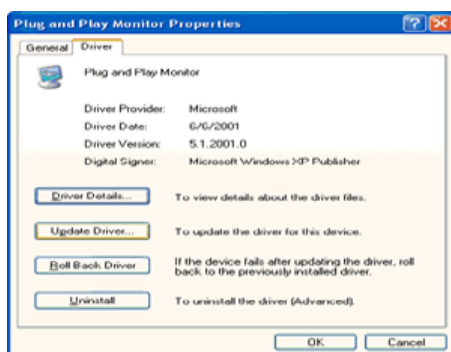 Plug and Play Monitor Properties
General Driver
Plug and Play Monitor
Driver Provider: Microsoft
Driver Date: 6/6/2001
Driver Version: 5.1.2001.0
Digital Signer: Microsoft Windows XP Publisher
Driver Details... To view details about the driver files.
Update Driver... To update the driver for this device.
Roll Back Driver If the device fails after updating the driver, roll
back to the previously installed driver.
Uninstall To uninstall the driver (Advanced).
OK Cancel